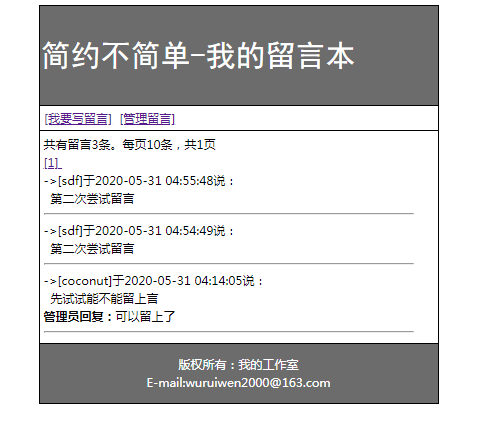 简约不简单-我的留言本
[我要写留言] [管理留言]
共有留言3条。每页10条，共1页
[1]
->[sdf]于2020-05-31 04:55:48说：
第二次尝试留言
->[sdf]于2020-05-31 04:54:49说：
第二次尝试留言
->[coconut]于2020-05-31 04:14:05说：
先试试能不能留上言
管理员回复：可以留上了
版权所有：我的工作室
E-mail:wuruiwen2000@163.com